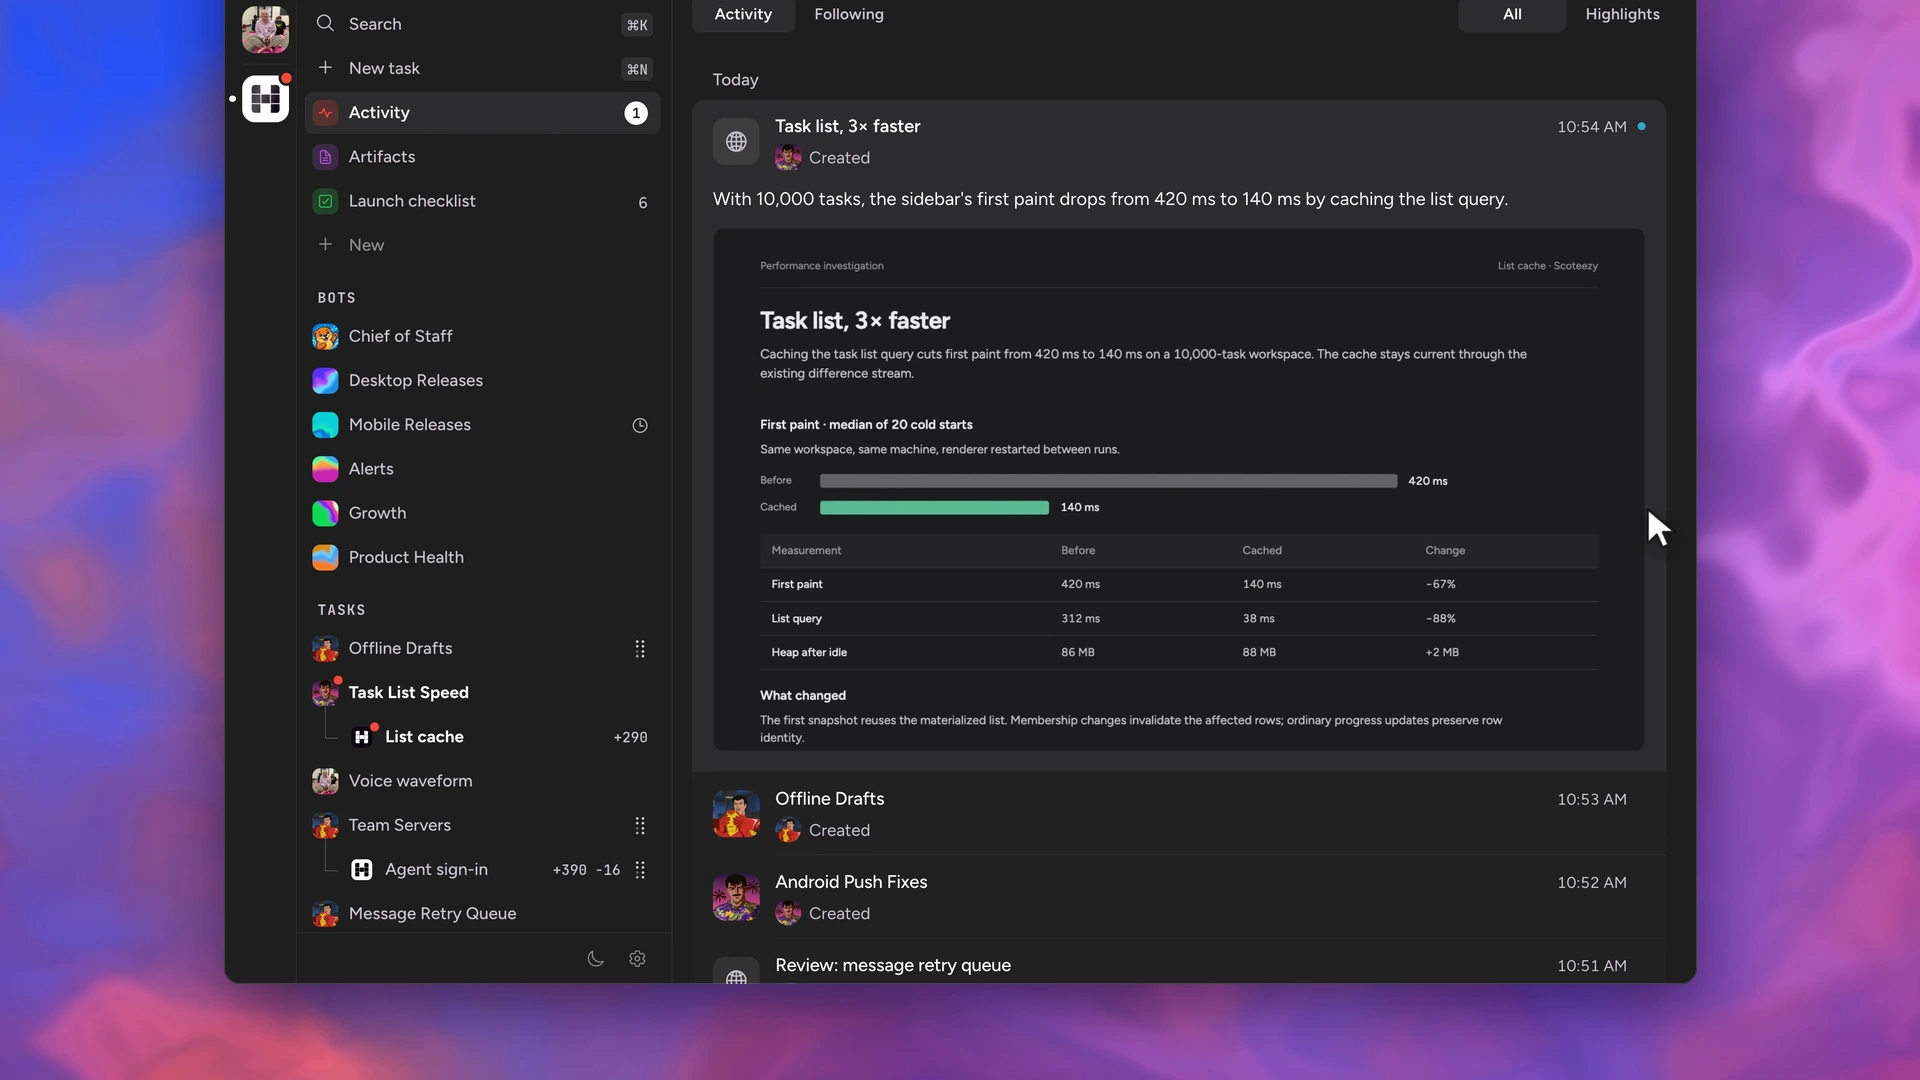 Search ⌘K
New task ⌘N
Activity 1
Artifacts
Launch checklist 6
New
BOTS
Chief of Staff
Desktop Releases
Mobile Releases
Alerts
Growth
Product Health
TASKS
Offline Drafts
Task List Speed
List cache +290
Voice waveform
Team Servers
Agent sign-in +390 -16
Message Retry Queue
Activity Following All Highlights
Today
Task list, 3× faster 10:54 AM
Created
With 10,000 tasks, the sidebar's first paint drops from 420 ms to 140 ms by caching the list query.
Performance investigation List cache · Scoteezy
Task list, 3× faster
Caching the task list query cuts first paint from 420 ms to 140 ms on a 10,000-task workspace. The cache stays current through the
existing difference stream.
First paint · median of 20 cold starts
Same workspace, same machine, renderer restarted between runs.
Before 420 ms
Cached 140 ms
Measurement Before Cached Change
First paint 420 ms 140 ms −67%
List query 312 ms 38 ms −88%
Heap after idle 86 MB 88 MB +2 MB
What changed
The first snapshot reuses the materialized list. Membership changes invalidate the affected rows; ordinary progress updates preserve row
identity.
Offline Drafts 10:53 AM
Created
Android Push Fixes 10:52 AM
Created
Review: message retry queue 10:51 AM